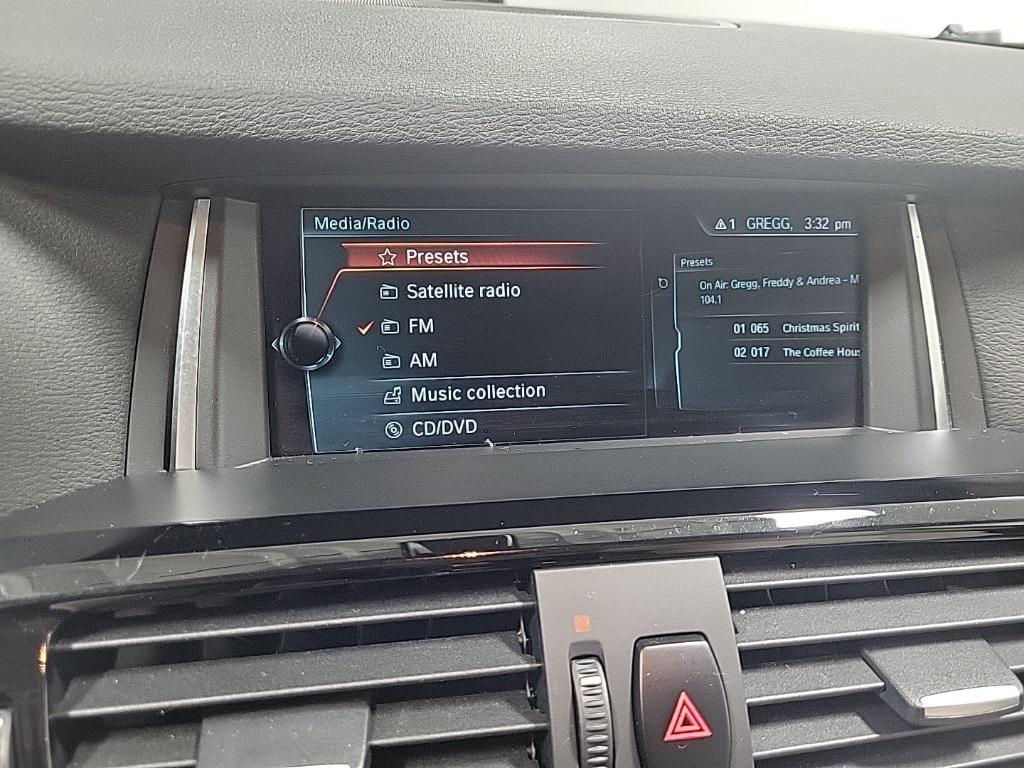 Media/Radio
1 GREGG, 3:32 pm
Presets
Satellite radio
FM
AM
Music collection
CD/DVD
Presets
On Air: Gregg, Freddy & Andrea - M
104.1
01 065 Christmas Spirit
02 017 The Coffee Hou